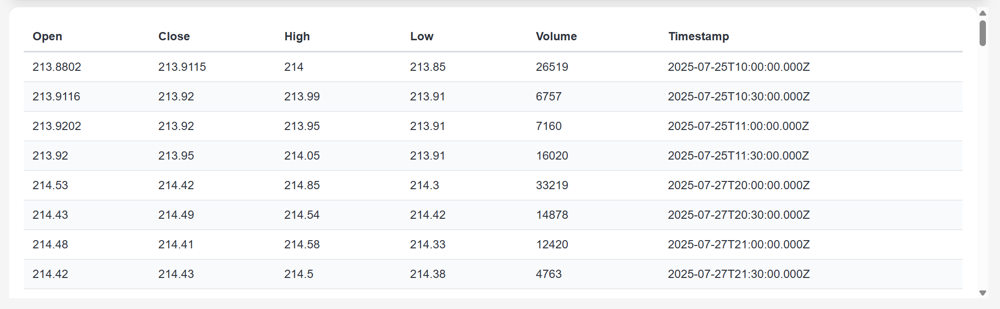 Open Close High Low Volume Timestamp
213.8802 213.9115 214 213.85 26519 2025-07-25T10:00:00.000Z
213.9116 213.92 213.99 213.91 6757 2025-07-25T10:30:00.000Z
213.9202 213.92 213.95 213.91 7160 2025-07-25T11:00:00.000Z
213.92 213.95 214.05 213.91 16020 2025-07-25T11:30:00.000Z
214.53 214.42 214.85 214.3 33219 2025-07-27T20:00:00.000Z
214.43 214.49 214.54 214.42 14878 2025-07-27T20:30:00.000Z
214.48 214.41 214.58 214.33 12420 2025-07-27T21:00:00.000Z
214.42 214.43 214.5 214.38 4763 2025-07-27T21:30:00.000Z